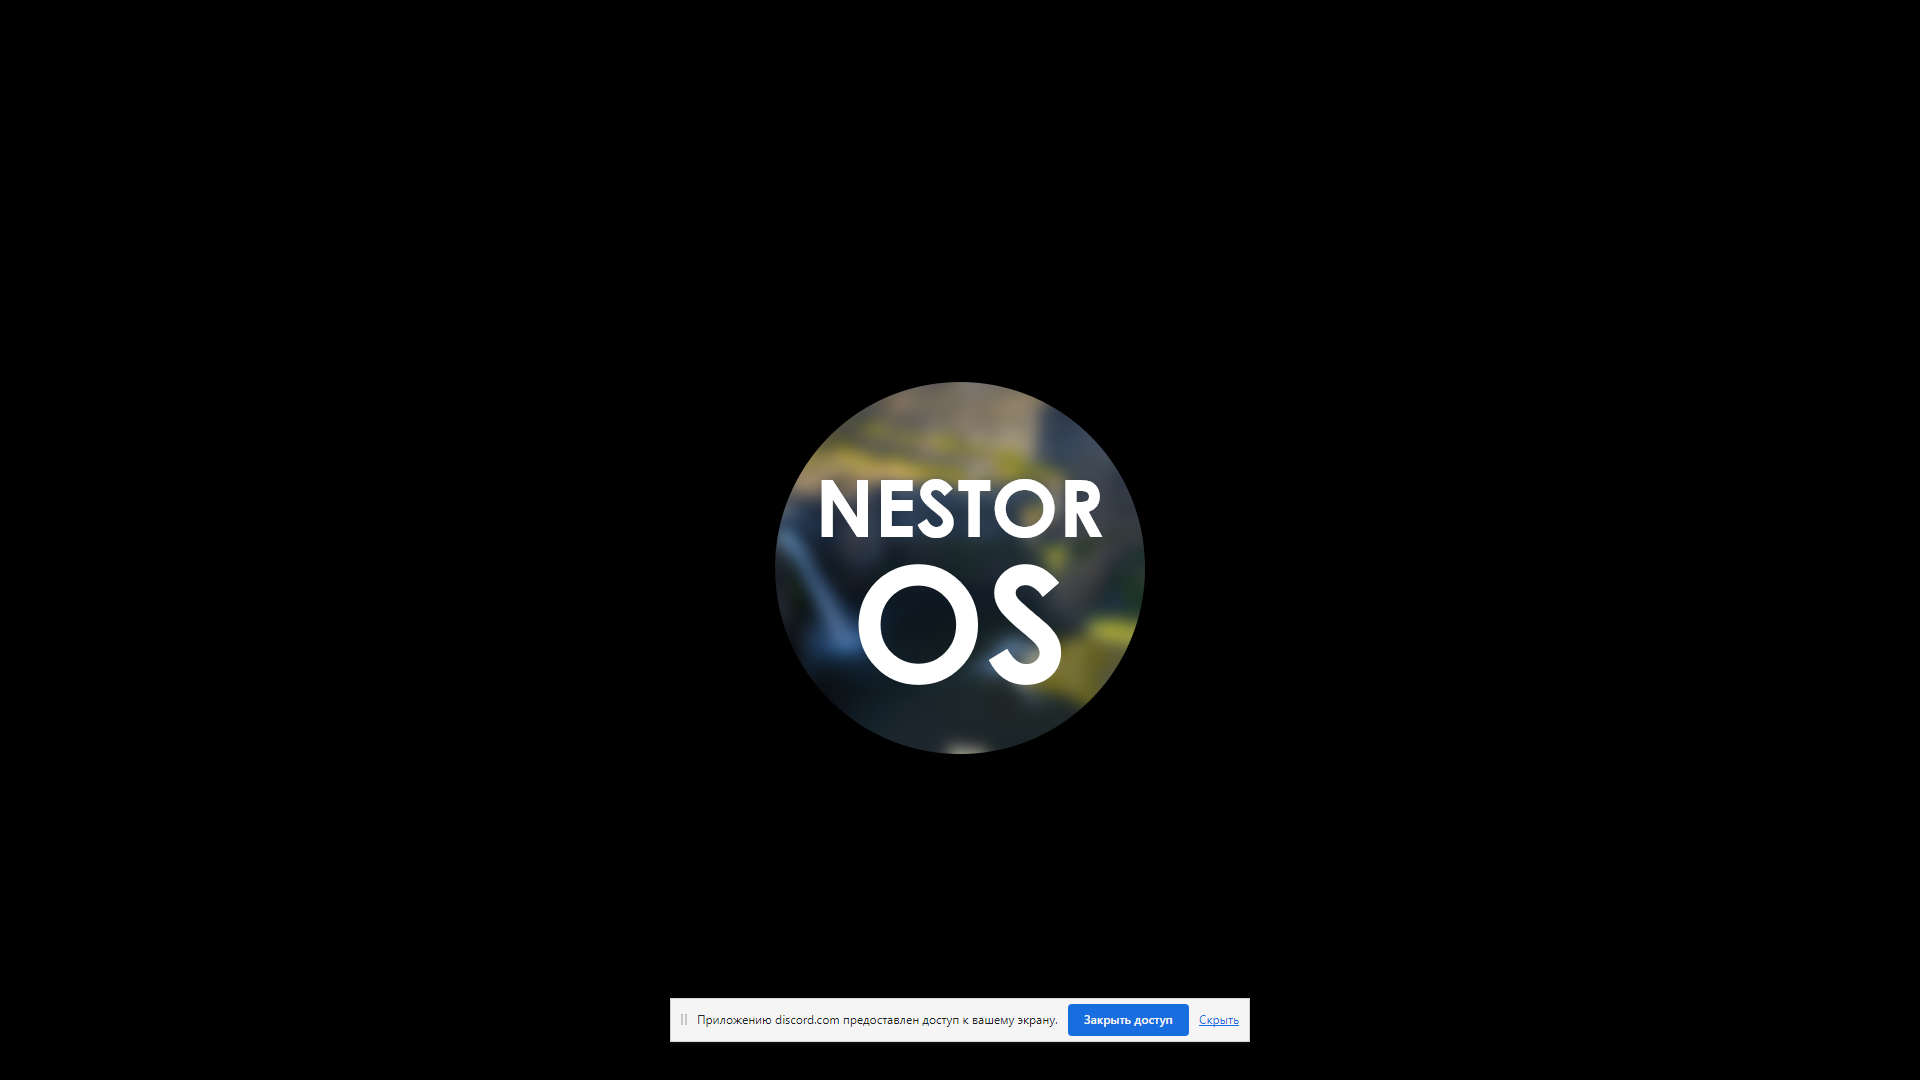 NESTOR
OS
Приложению discord.com предоставлен доступ к вашему экрану. Закрыть доступ Скрыть